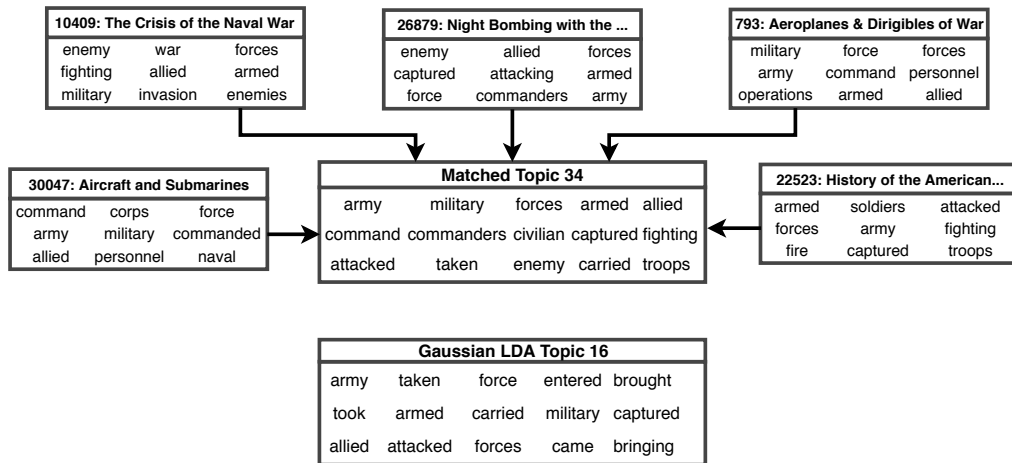 10409: The Crisis of the Naval War
enemy war forces
fighting allied armed
military invasion enemies
26879: Night Bombing with the ...
enemy allied forces
captured attacking armed
force commanders army
793: Aeroplanes & Dirigibles of War
military force forces
army command personnel
operations armed allied
30047: Aircraft and Submarines
command corps force
army military commanded
allied personnel naval
Matched Topic 34
army military forces armed allied
command commanders civilian captured fighting
attacked taken enemy carried troops
22523: History of the American...
armed soldiers attacked
forces army fighting
fire captured troops
Gaussian LDA Topic 16
army taken force entered brought
took armed carried military captured
allied attacked forces came bringing